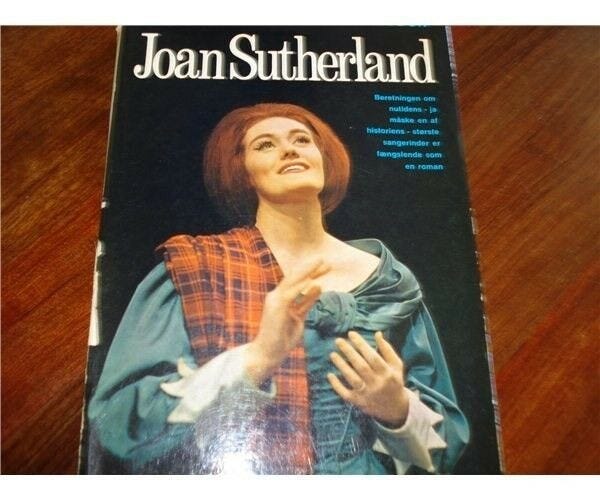 Joan Sutherland
Beretningen om
nutidens - ja
måske en af
historiens - største
sangerinder er
fængslende som
en roman